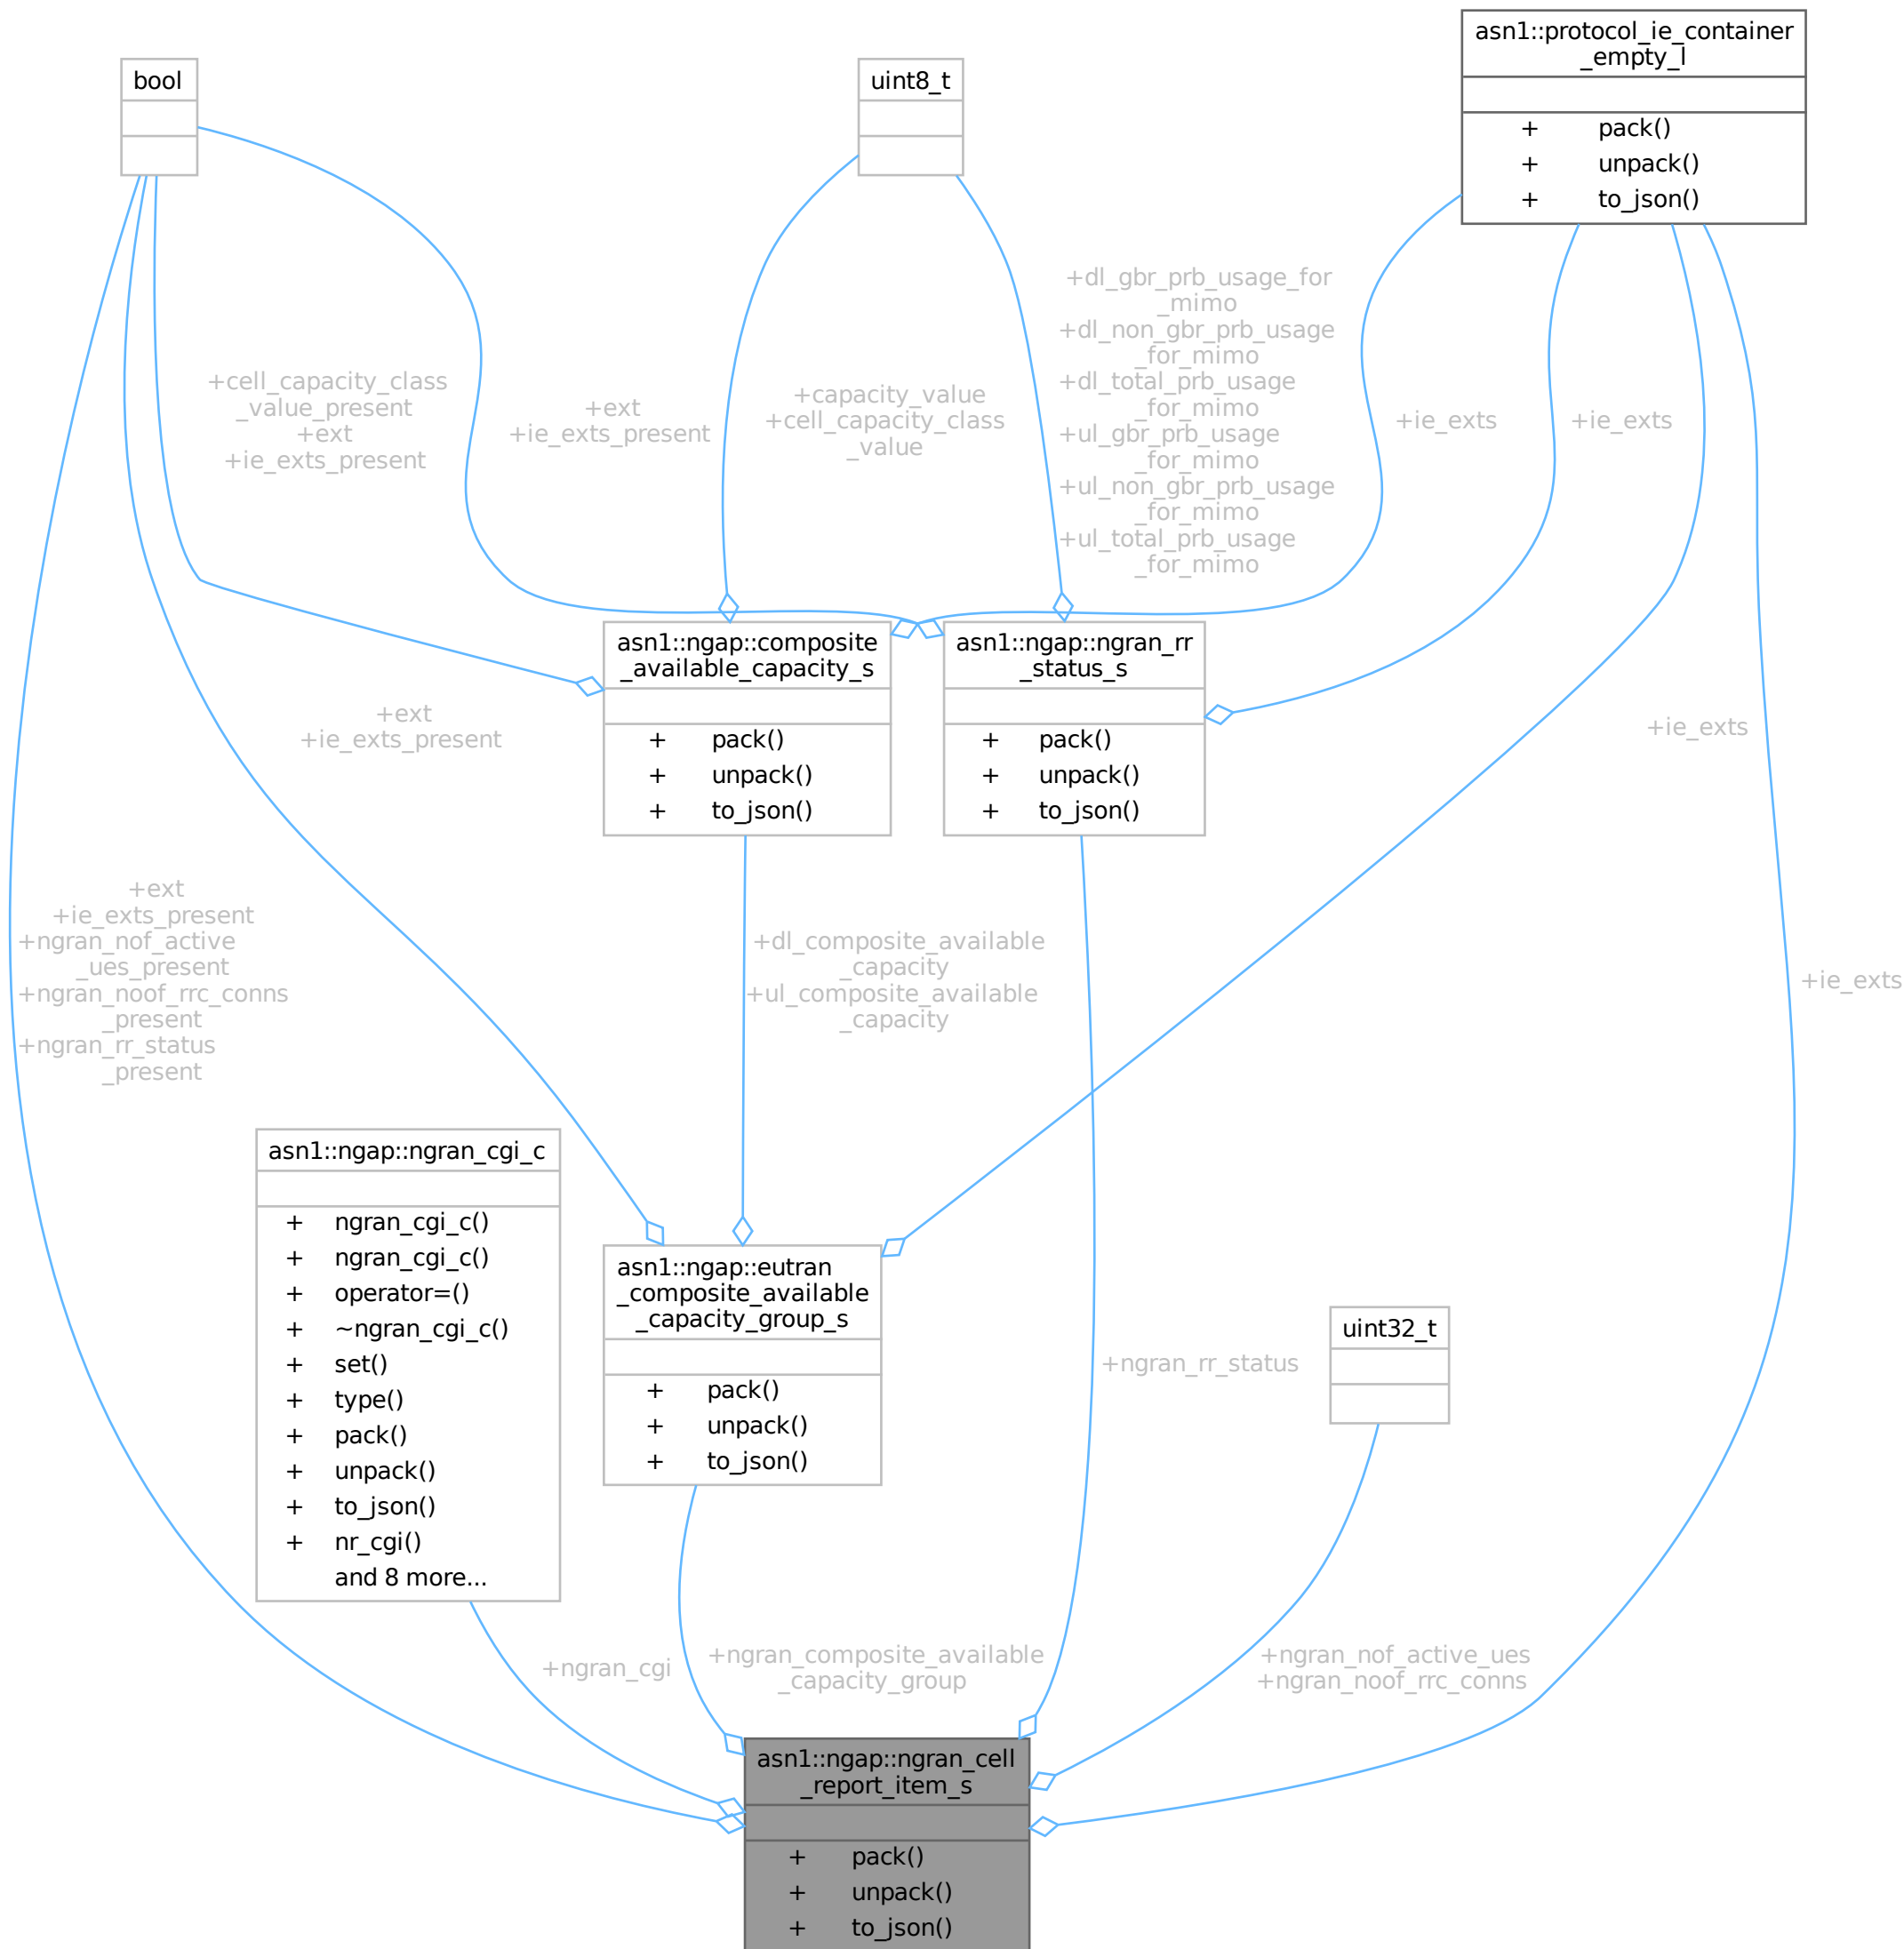 asn1::protocol_ie_container
_empty_l
+ pack()
+ unpack()
+ to_json()
bool
uint8_t
+dl_gbr_prb_usage_for
_mimo
+dl_non_gbr_prb_usage
_for_mimo
+dl_total_prb_usage
_for_mimo
+ul_gbr_prb_usage
_for_mimo
+ul_non_gbr_prb_usage
_for_mimo
+ul_total_prb_usage
_for_mimo
+cell_capacity_class
_value_present
+ext
+ie_exts_present
+ext
+ie_exts_present
+capacity_value
+cell_capacity_class
_value
+ie_exts
+ie_exts
asn1::ngap::composite
_available_capacity_s
+ pack()
+ unpack()
+ to_json()
asn1::ngap::ngran_rr
_status_s
+ pack()
+ unpack()
+ to_json()
+ext
+ie_exts_present
+ie_exts
+ext
+ie_exts_present
+ngran_nof_active
_ues_present
+ngran_noof_rrc_conns
_present
+ngran_rr_status
_present
+dl_composite_available
_capacity
+ul_composite_available
_capacity
+ie_exts
asn1::ngap::ngran_cgi_c
+ ngran_cgi_c()
+ ngran_cgi_c()
+ operator=()
+ ~ngran_cgi_c()
+ set()
+ type()
+ pack()
+ unpack()
+ to_json()
+ nr_cgi()
and 8 more...
asn1::ngap::eutran
_composite_available
_capacity_group_s
+ pack()
+ unpack()
+ to_json()
+ngran_rr_status
uint32_t
+ngran_cgi
+ngran_composite_available
_capacity_group
+ngran_nof_active_ues
+ngran_noof_rrc_conns
asn1::ngap::ngran_cell
_report_item_s
+ pack()
+ unpack()
+ to_json()